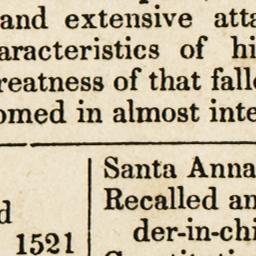 and extensive atta
aracteristics of hi
reatness of that falle
omed in almost inte
d
1521
Santa Anna
Recalled an
der-in-chi